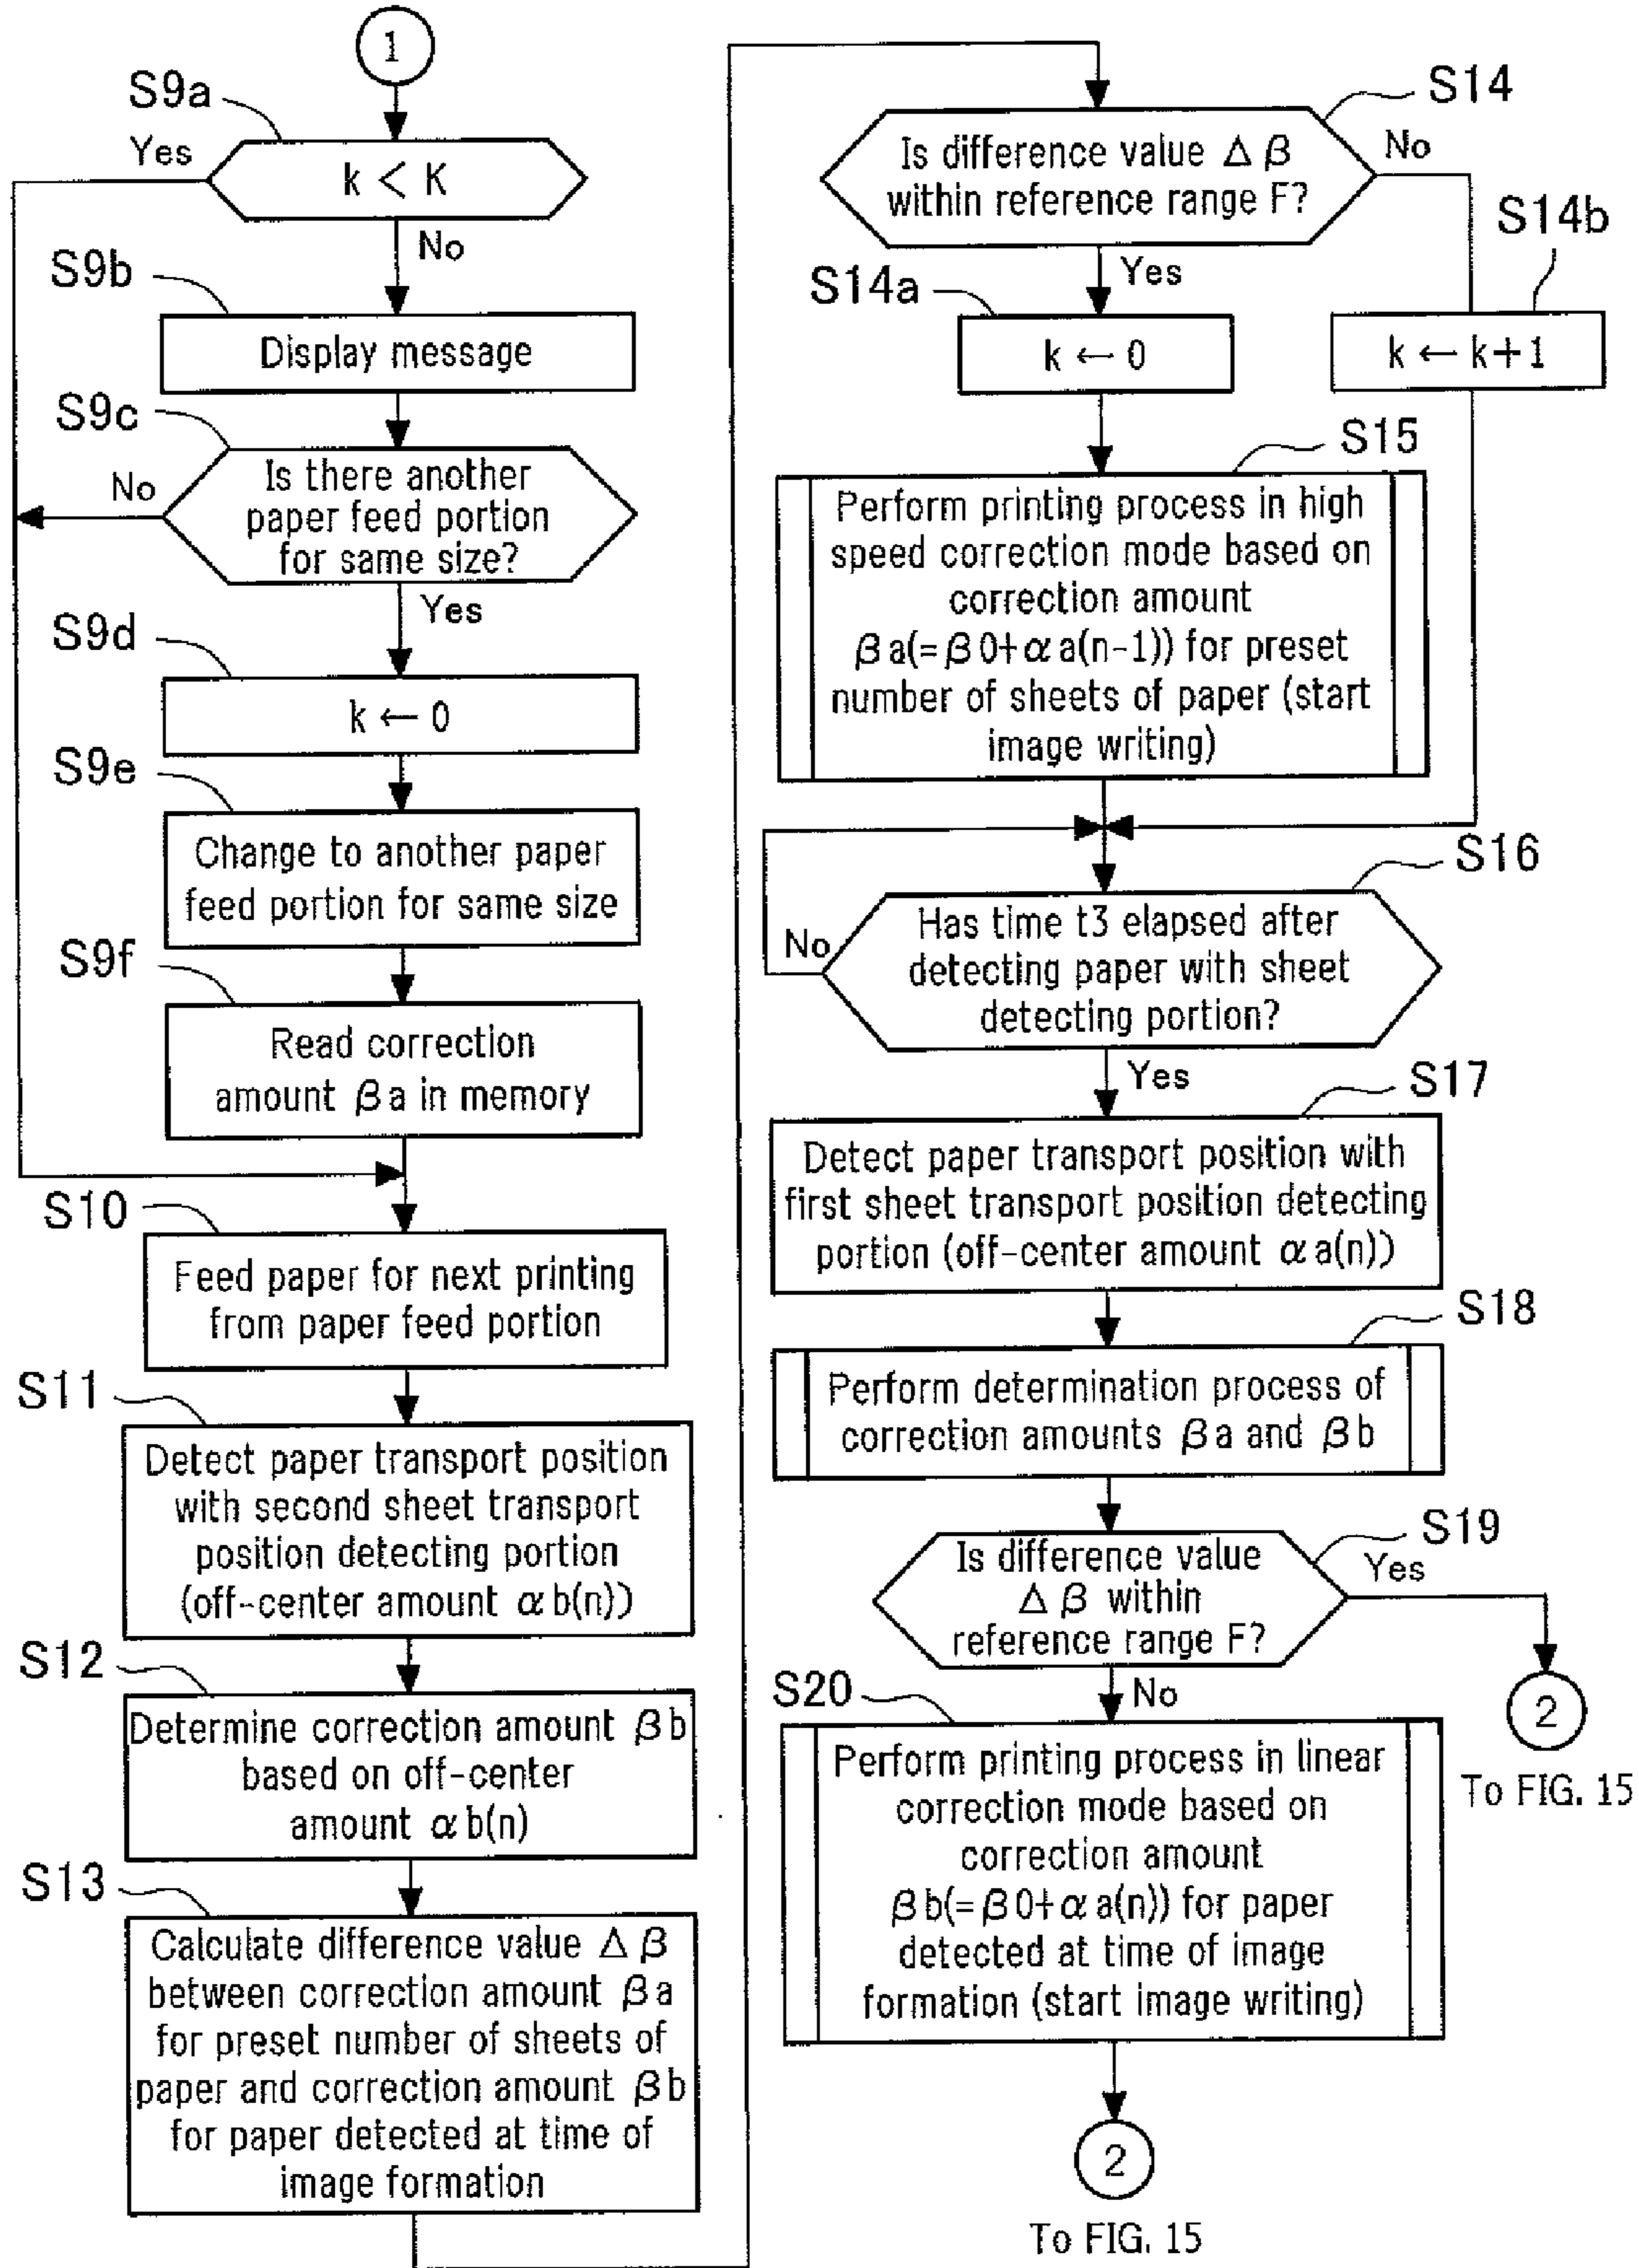 1
S9a
Yes
k < K
No
S9b
Display message
S9c
Is there another
paper feed portion
for same size?
No
Yes
S9d
k ← 0
S9e
Change to another paper
feed portion for same size
S9f
Read correction
amount βa in memory
S10
Feed paper for next printing
from paper feed portion
S11
Detect paper transport position
with second sheet transport
position detecting portion
(off-center amount αb(n))
S12
Determine correction amount βb
based on off-center
amount αb(n)
S13
Calculate difference value Δβ
between correction amount βa
for preset number of sheets of
paper and correction amount βb
for paper detected at time of
image formation
S14
Is difference value Δβ
within reference range F?
No
Yes
S14a
k ← 0
S14b
k ← k+1
S15
Perform printing process in high
speed correction mode based on
correction amount
βa(=β0+αa(n-1)) for preset
number of sheets of paper (start
image writing)
S16
Has time t3 elapsed after
detecting paper with sheet
detecting portion?
No
Yes
S17
Detect paper transport position with
first sheet transport position detecting
portion (off-center amount αa(n))
S18
Perform determination process of
correction amounts βa and βb
S19
Is difference value
Δβ within
reference range F?
Yes
No
2
To FIG. 15
S20
Perform printing process in linear
correction mode based on
correction amount
βb(=β0+αa(n)) for paper
detected at time of image
formation (start image writing)
2
To FIG. 15